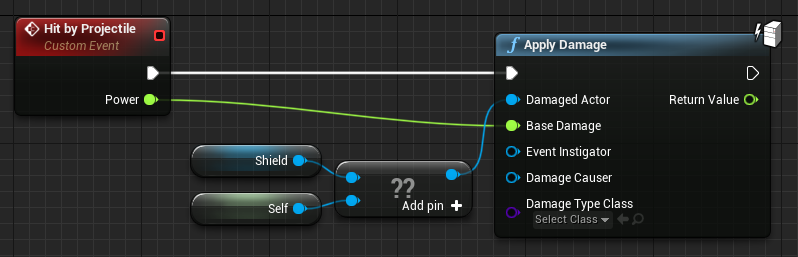 Hit by Projectile
Custom Event
Power
Shield
Self
??
Add pin
f Apply Damage
Damaged Actor
Return Value
Base Damage
Event Instigator
Damage Causer
Damage Type Class
Select Class